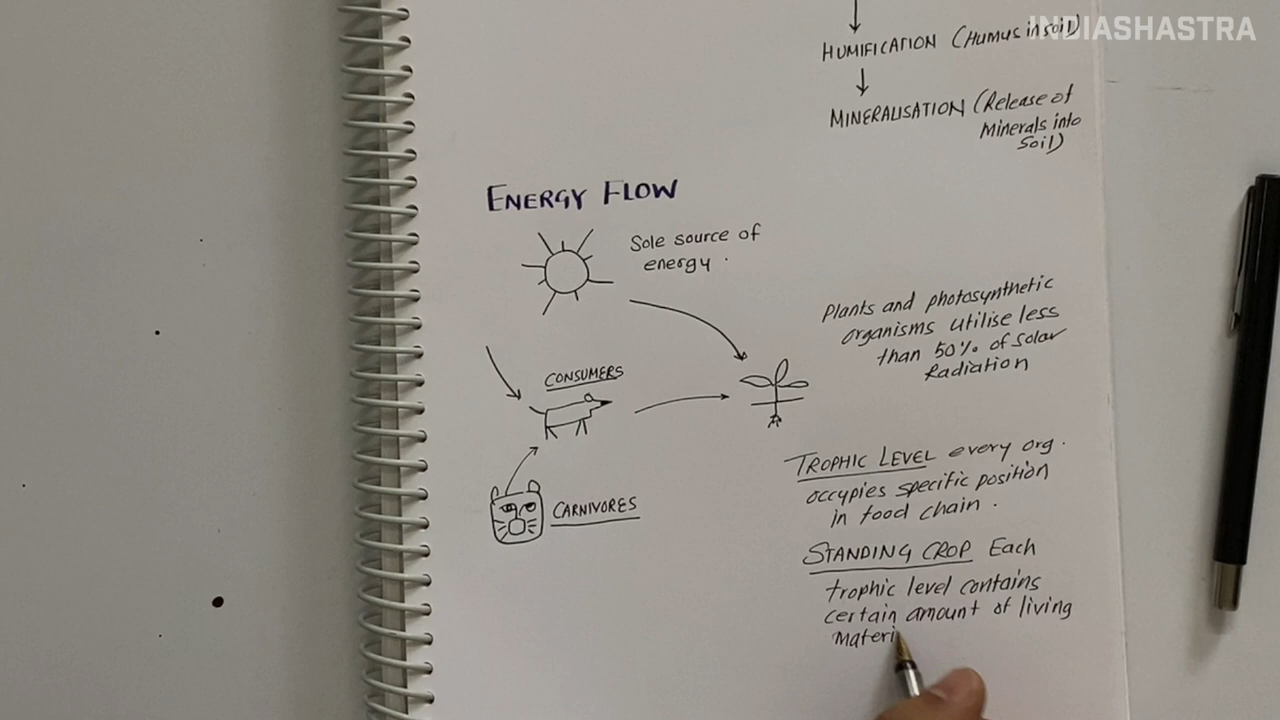 INDIASHASTRA
HUMIFICATION (Humus in soil)
MINERALISATION (Release of
Minerals into
Soil)
ENERGY FLOW
Sole source of
energy.
Plants and photosynthetic
organisms utilise less
than 50% of solar
Radiation
CONSUMERS
TROPHIC LEVEL every org.
occupies specific position
in food chain.
CARNIVORES
STANDING CROP Each
trophic level contains
certain amount of living
Materi